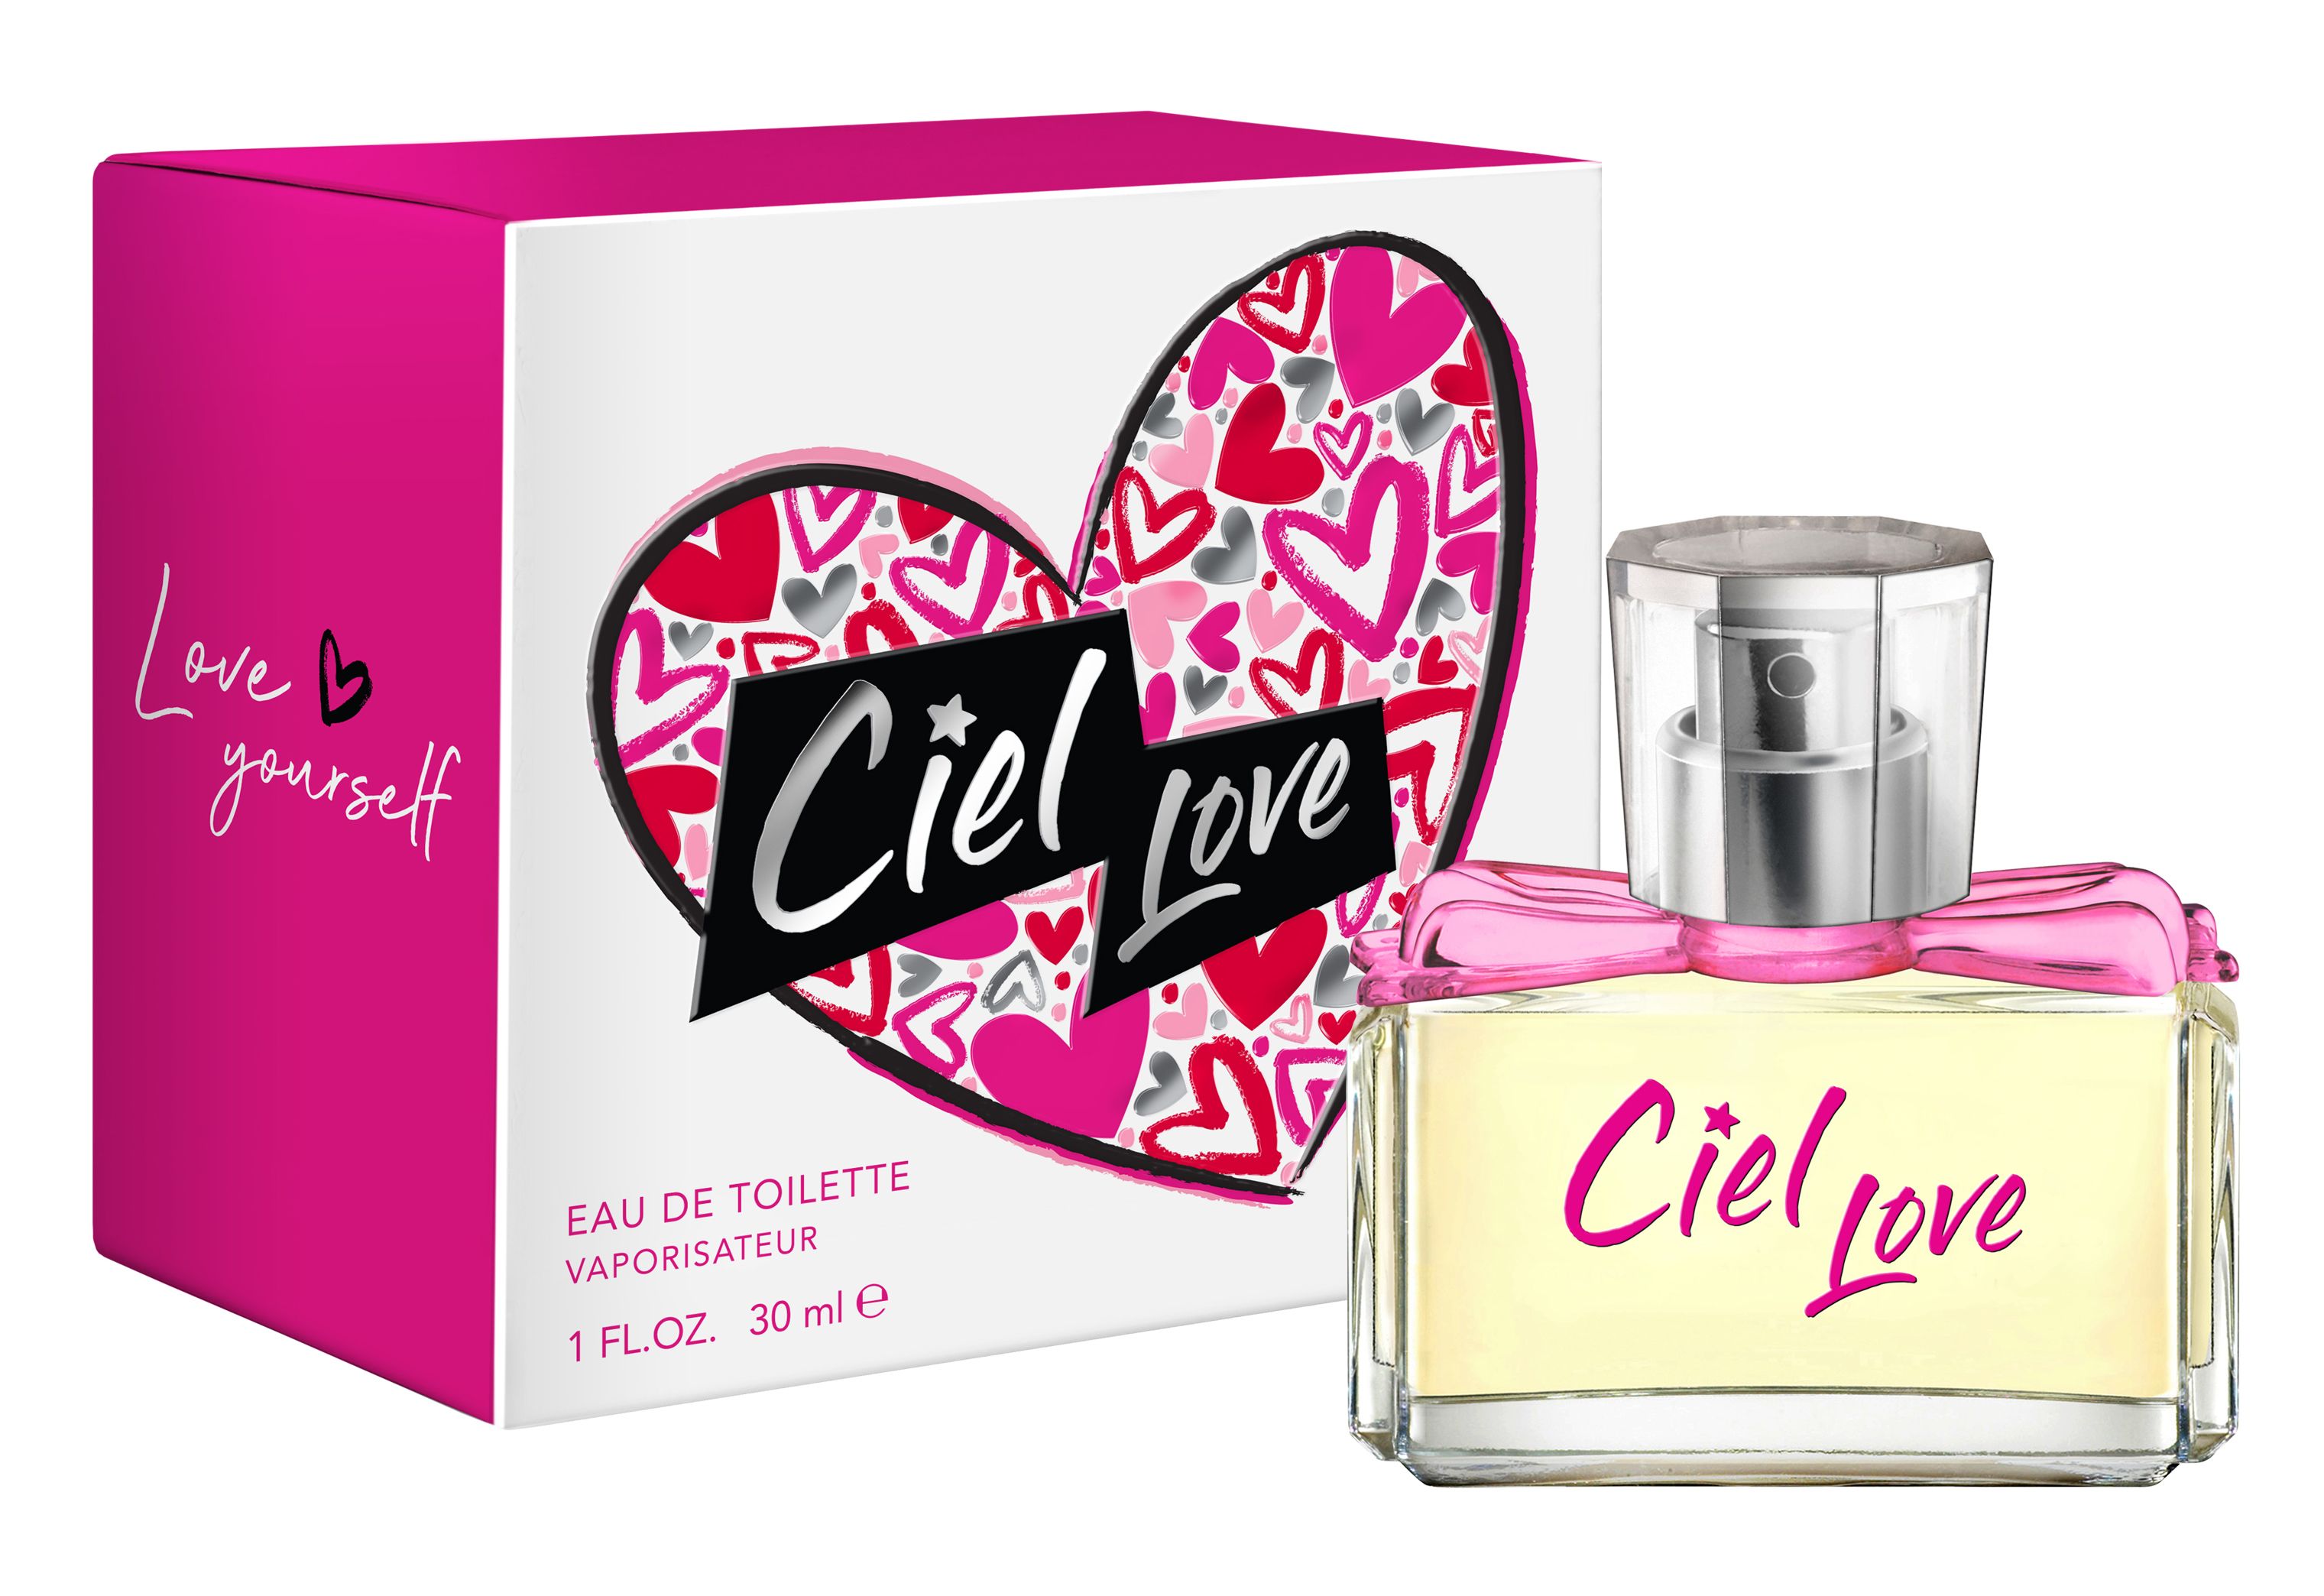 Love
yourself
Ciel
Love
EAU DE TOILETTE
VAPORISATEUR
1 FL.OZ. 30 ml ℮
Ciel
Love